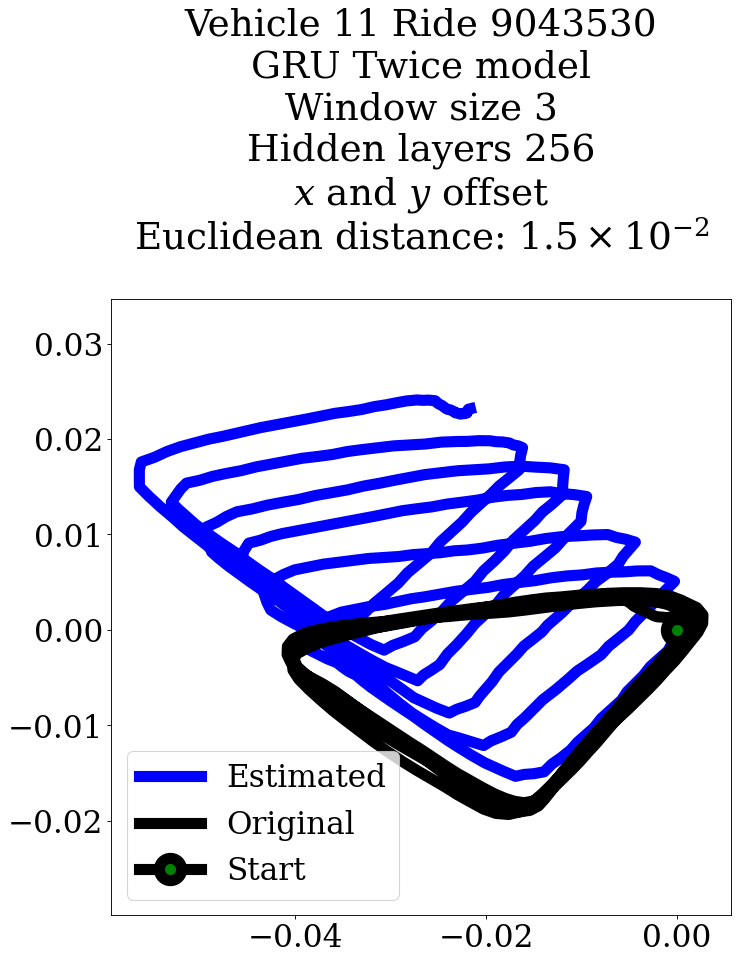 Vehicle 11 Ride 9043530
GRU Twice model
Window size 3
Hidden layers 256
x and y offset
Euclidean distance: 1.5 × 10⁻²
0.03
0.02
0.01
0.00
−0.01
−0.02
Estimated
Original
Start
−0.04
−0.02
0.00